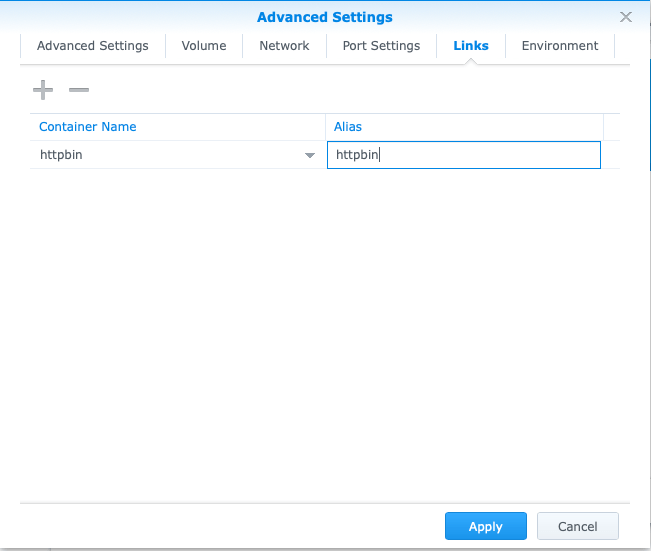 Advanced Settings
Advanced Settings Volume Network Port Settings Links Environment
Container Name Alias
httpbin httpbin
Apply Cancel